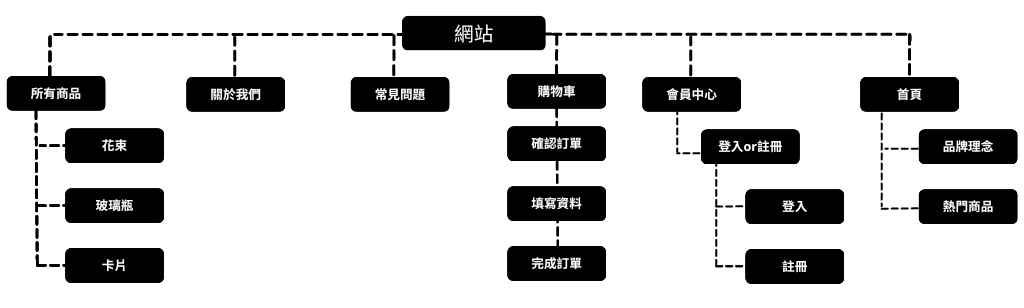 網站
所有商品
關於我們
常見問題
購物車
會員中心
首頁
花束
玻璃瓶
卡片
確認訂單
填寫資料
完成訂單
登入or註冊
登入
註冊
品牌理念
熱門商品